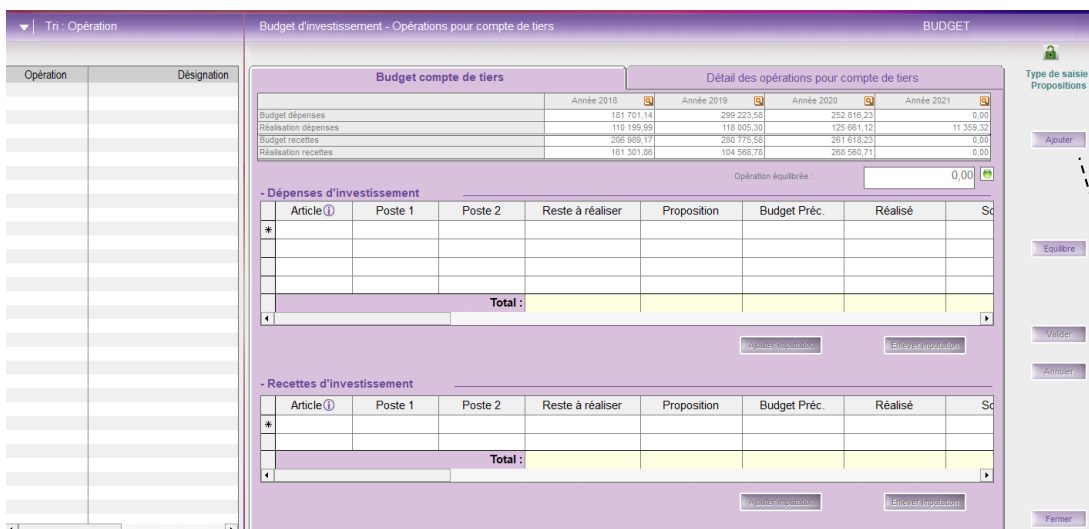 Tri : Opération
Budget d'investissement - Opérations pour compte de tiers
BUDGET
Opération Désignation
Budget compte de tiers
Détail des opérations pour compte de tiers
Type de saisie
Propositions
Année 2018 Année 2019 Année 2020 Année 2021
Budget dépenses 181 701,14 299 223,58 252 816,23 0,00
Réalisation dépenses 110 199,99 118 005,30 125 661,12 11 359,32
Budget recettes 206 989,17 280 775,58 261 618,23 0,00
Réalisation recettes 161 301,86 104 568,78 268 560,71 0,00
Ajouter
Opération équilibrée : 0,00
- Dépenses d'investissement
Article Poste 1 Poste 2 Reste à réaliser Proposition Budget Préc. Réalisé
*
Equilibre
Total :
Ajouter imputation Enlever imputation
Valider
Annuler
- Recettes d'investissement
Article Poste 1 Poste 2 Reste à réaliser Proposition Budget Préc. Réalisé
*
Total :
Ajouter imputation Enlever imputation
Fermer